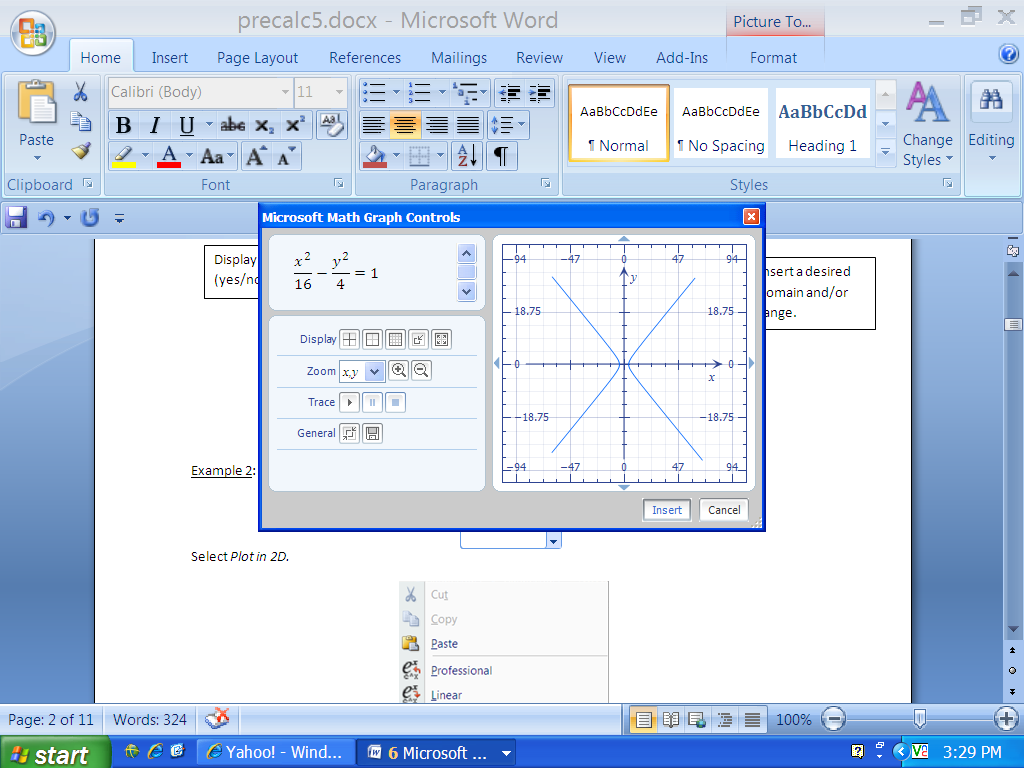 precalc5.docx - Microsoft Word
Picture To...
Home Insert Page Layout References Mailings Review View Add-Ins Format
Paste
Calibri (Body) 11
B I U abc X₂ X² Aa
Aa A A A
AaBbCcDdEe AaBbCcDdEe AaBbCcDd
¶ Normal ¶ No Spacing Heading 1
Change Styles
Editing
Clipboard Font Paragraph Styles
Microsoft Math Graph Controls
Display
(yes/no
x²/16 − y²/4 = 1
Display
Zoom x,y
Trace
General
−94 −47 0 47 94
y
18.75 18.75
0 0
x
−18.75 −18.75
−94 −47 0 47 94
nsert a desired
omain and/or
ange.
Insert Cancel
Example 2:
Select Plot in 2D.
Cut
Copy
Paste
Professional
Linear
Page: 2 of 11 Words: 324 100%
start Yahoo! - Wind... 6 Microsoft ... 3:29 PM